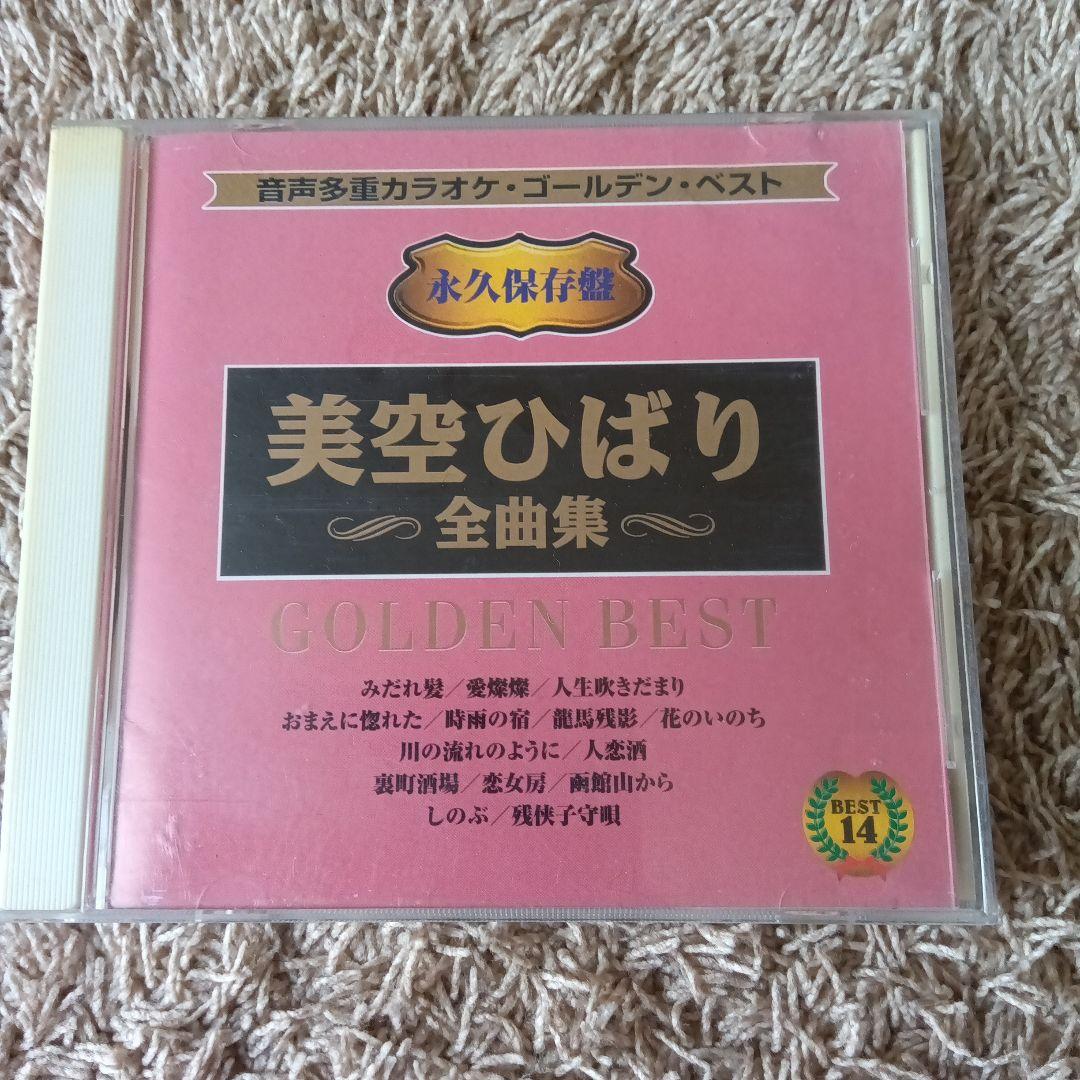 音声多重カラオケ・ゴールデン・ベスト
永久保存盤
美空ひばり
全曲集
GOLDEN BEST
みだれ髪／愛燦燦／人生吹きだまり
おまえに惚れた／時雨の宿／龍馬残影／花のいのち
川の流れのように／人恋酒
裏町酒場／恋女房／函館山から
しのぶ／残侠子守唄
BEST
14